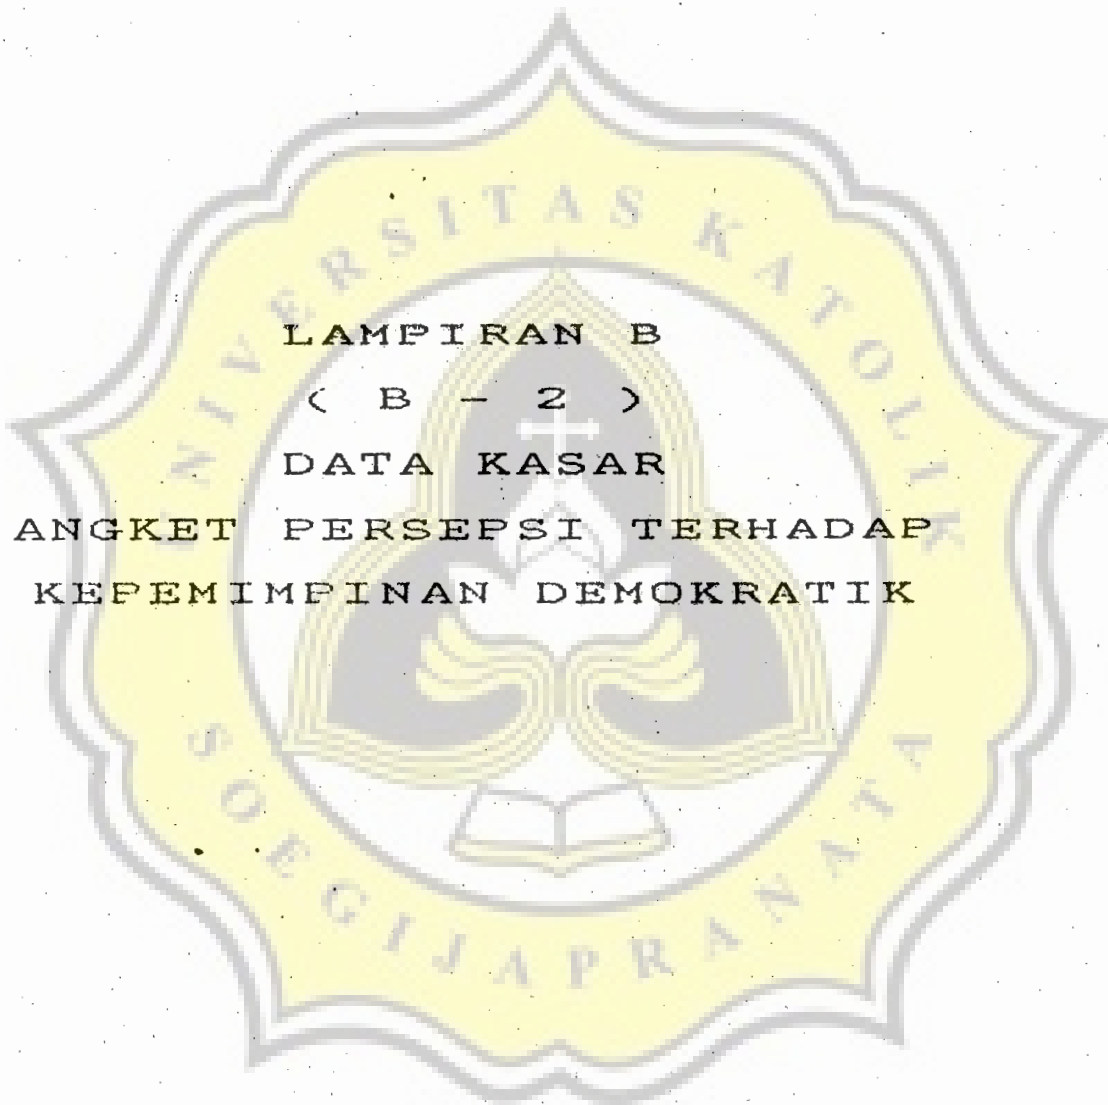 LAMPIRAN B
( B - 2 )
DATA KASAR
ANGKET PERSEPSI TERHADAP
KEPEMIMPINAN DEMOKRATIK
UNIVERSITAS KATOLIK
SOEGIJAPRANATA